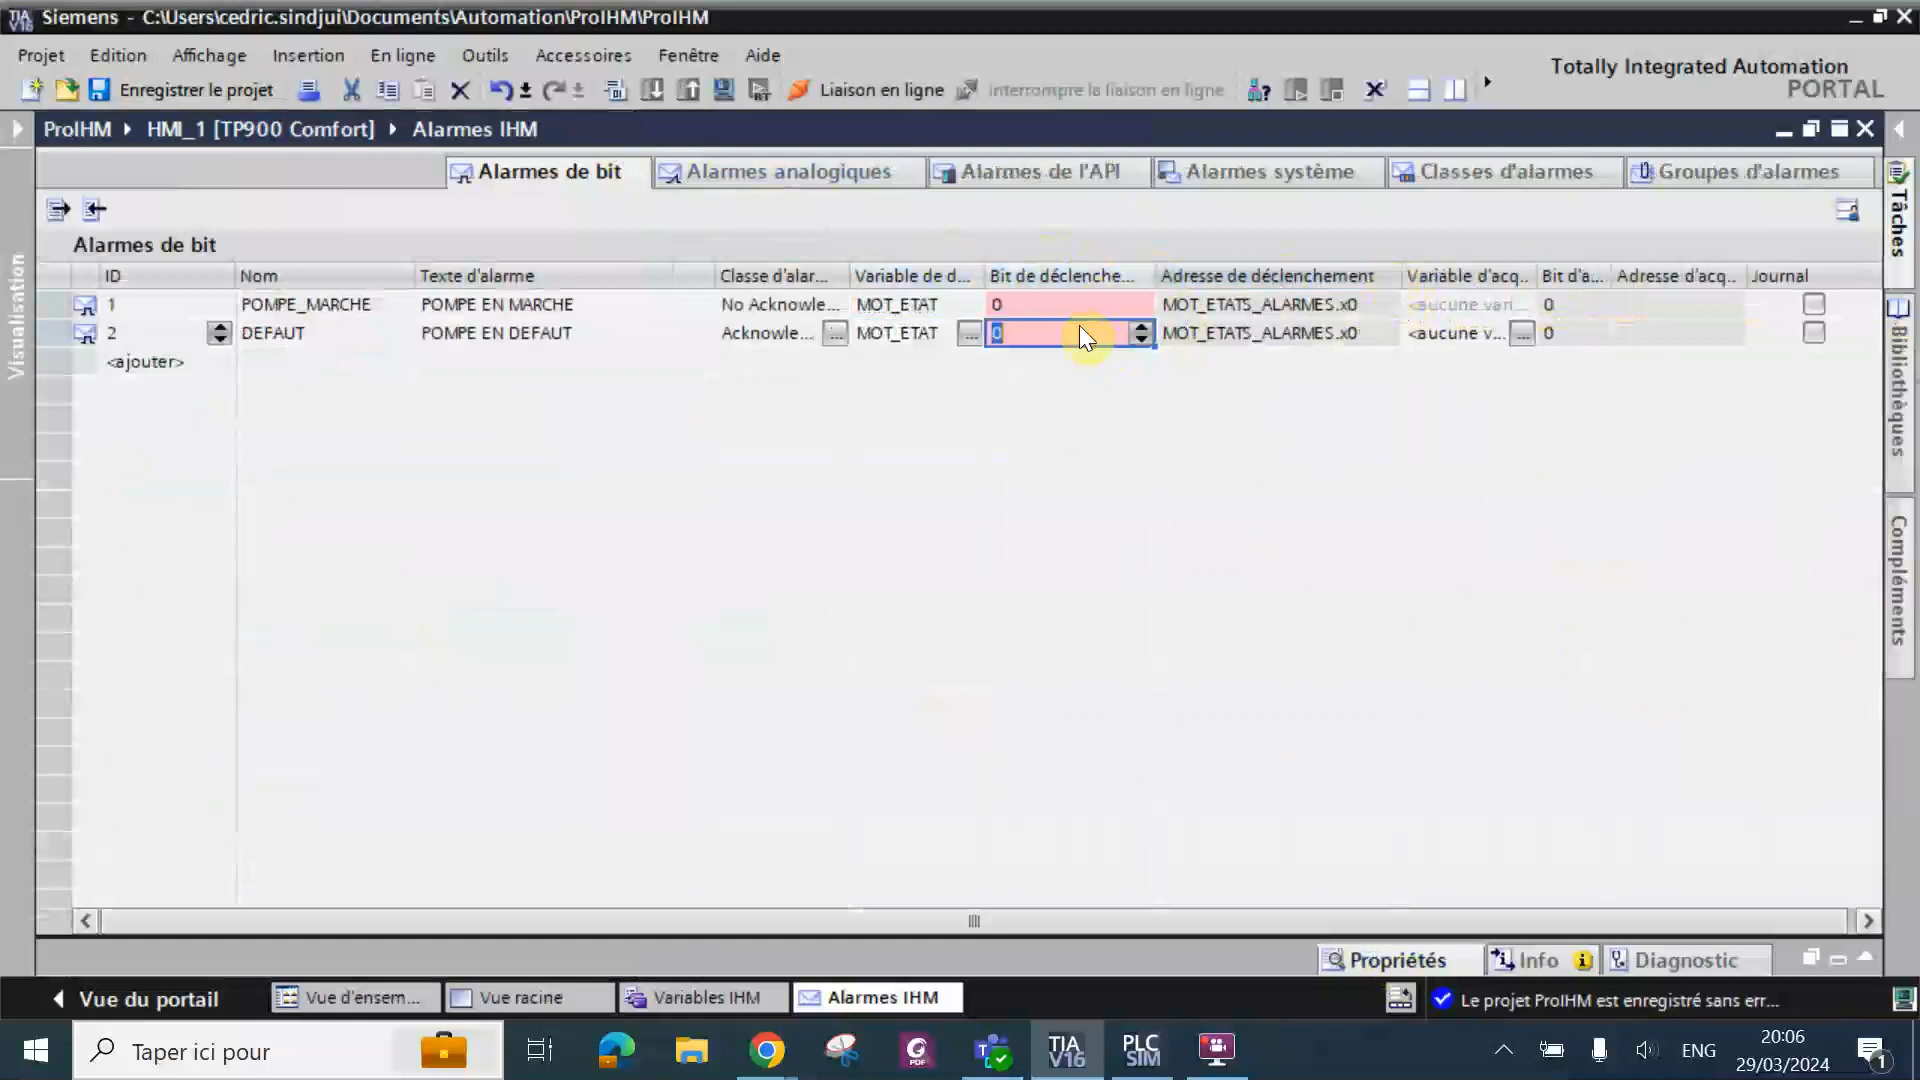 Siemens - C:\Users\cedric.sindjui\Documents\Automation\ProIHM\ProIHM
Projet Edition Affichage Insertion En ligne Outils Accessoires Fenêtre Aide
Totally Integrated Automation
PORTAL
Enregistrer le projet Liaison en ligne Interrompre la liaison en ligne
ProIHM HMI_1 [TP900 Comfort] Alarmes IHM
Alarmes de bit Alarmes analogiques Alarmes de l'API Alarmes système Classes d'alarmes Groupes d'alarmes
Alarmes de bit
ID Nom Texte d'alarme Classe d'alar... Variable de d... Bit de déclenche... Adresse de déclenchement Variable d'acq... Bit d'a... Adresse d'acq... Journal
1 POMPE_MARCHE POMPE EN MARCHE No Acknowle... MOT_ETAT 0 MOT_ETATS_ALARMES.x0 <aucune vari... 0
2 DEFAUT POMPE EN DEFAUT Acknowle... ... MOT_ETAT ... 0 MOT_ETATS_ALARMES.x0 <aucune v... ... 0
<ajouter>
Visualisation
Tâches
Bibliothèques
Compléments
Propriétés Info Diagnostic
Vue du portail Vue d'ensem... Vue racine Variables IHM Alarmes IHM Le projet ProIHM est enregistré sans err...
Taper ici pour
PDF
TIA
V16
PLC
SIM
ENG
20:06
29/03/2024
1